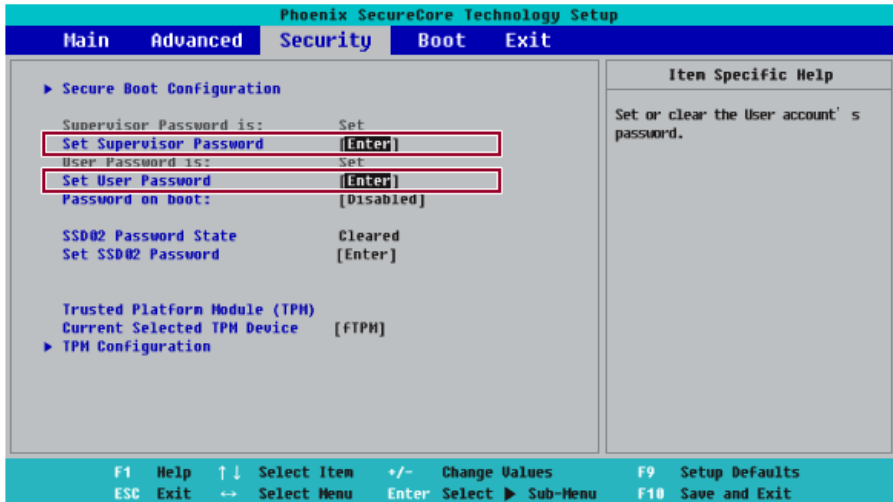 Phoenix SecureCore Technology Setup
Main Advanced Security Boot Exit
Item Specific Help
▶ Secure Boot Configuration
Supervisor Password is: Set
Set Supervisor Password [Enter]
User Password is: Set
Set User Password [Enter]
Password on boot: [Disabled]
SSD02 Password State Cleared
Set SSD02 Password [Enter]
Trusted Platform Module (TPM)
Current Selected TPM Device [fTPM]
▶ TPM Configuration
Set or clear the User account's
password.
F1 Help ↑↓ Select Item +/- Change Values F9 Setup Defaults
ESC Exit ↔ Select Menu Enter Select ▶ Sub-Menu F10 Save and Exit